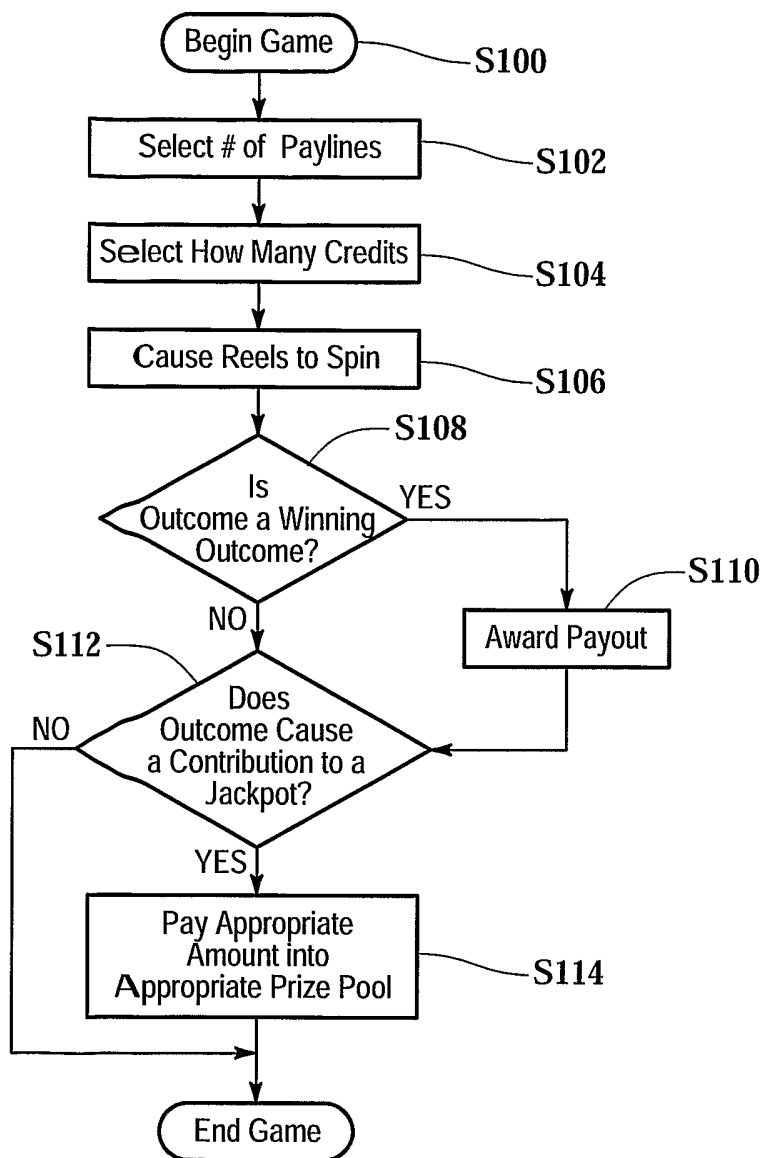 Begin Game
S100
Select # of Paylines
S102
Select How Many Credits
S104
Cause Reels to Spin
S106
S108
Is
Outcome a Winning
Outcome?
YES
NO
S110
Award Payout
S112
Does
Outcome Cause
a Contribution to a
Jackpot?
NO
YES
Pay Appropriate
Amount into
Appropriate Prize Pool
S114
End Game